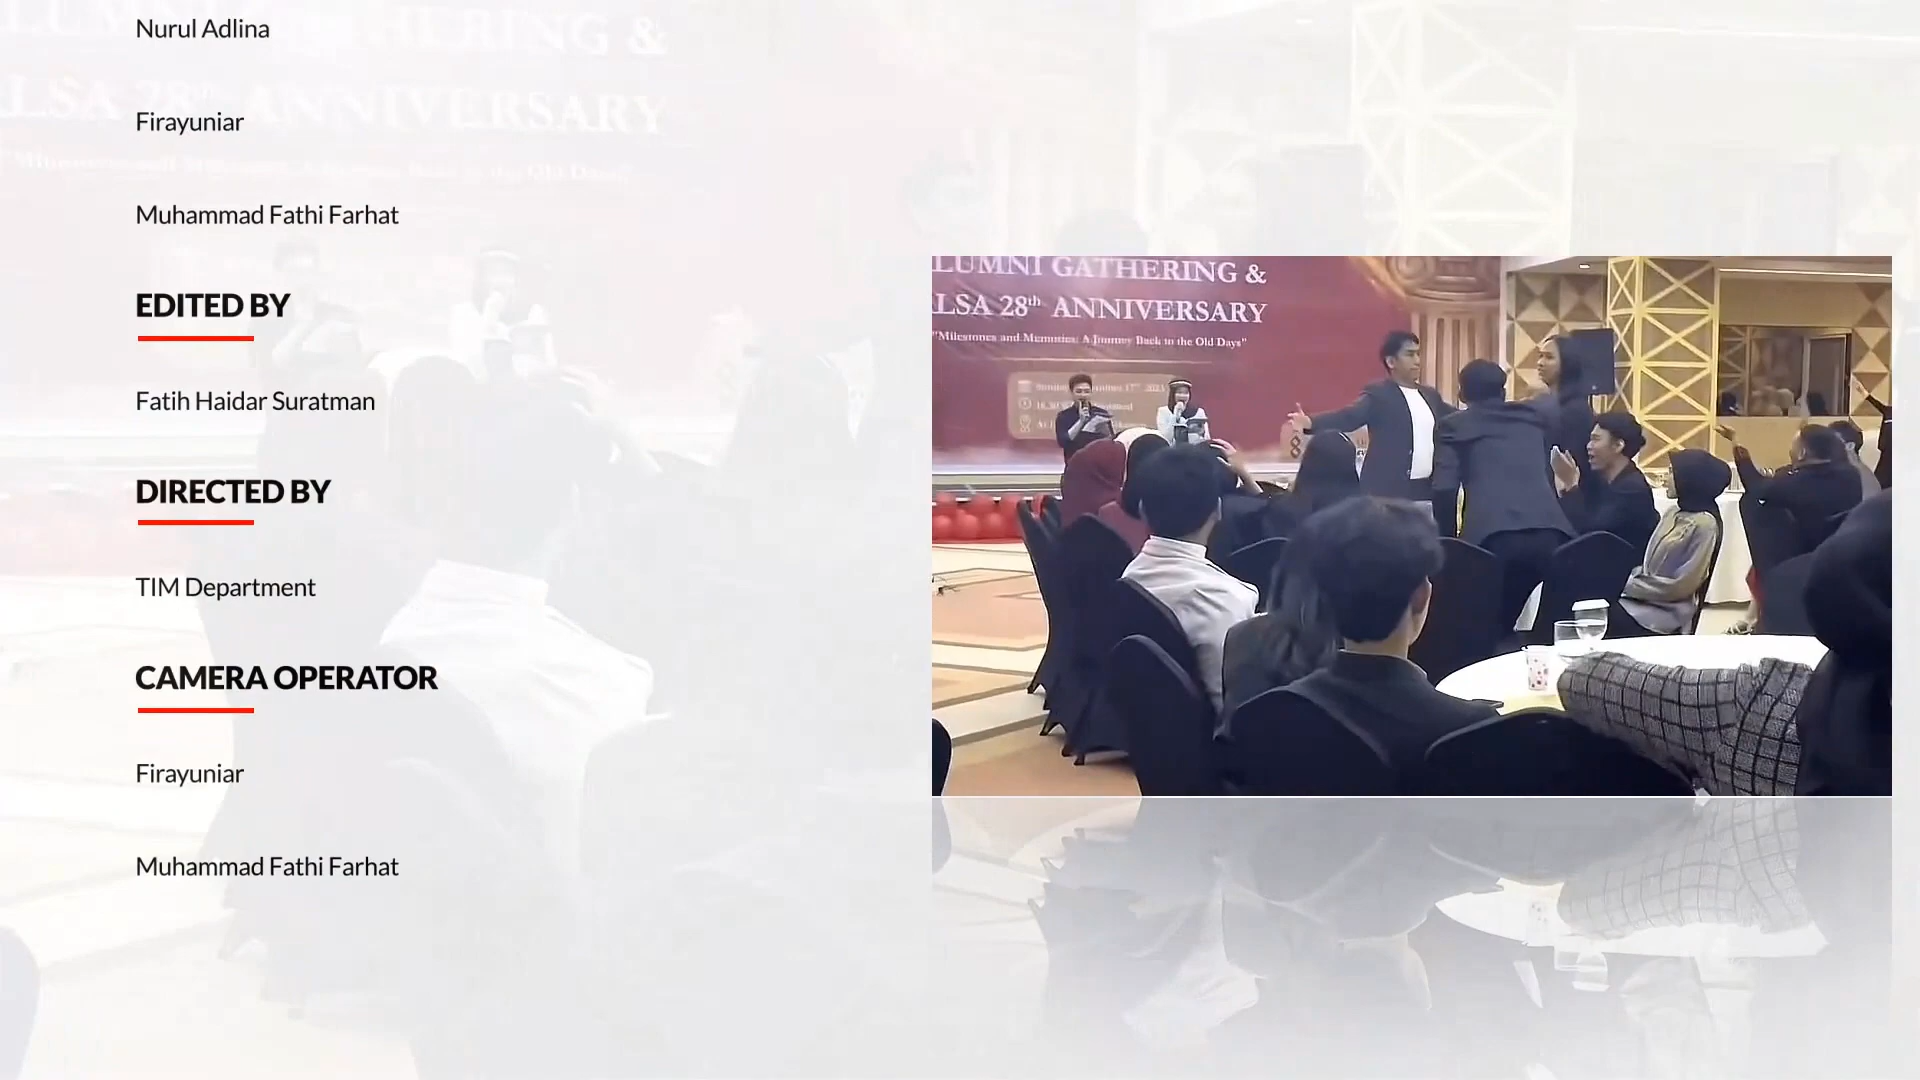 Nurul Adlina
Firayuniar
Muhammad Fathi Farhat
EDITED BY
Fatih Haidar Suratman
DIRECTED BY
TIM Department
CAMERA OPERATOR
Firayuniar
Muhammad Fathi Farhat
LUMNI GATHERING &
LSA 28th ANNIVERSARY
"Milestones and Memories: A Journey Back to the Old Days"